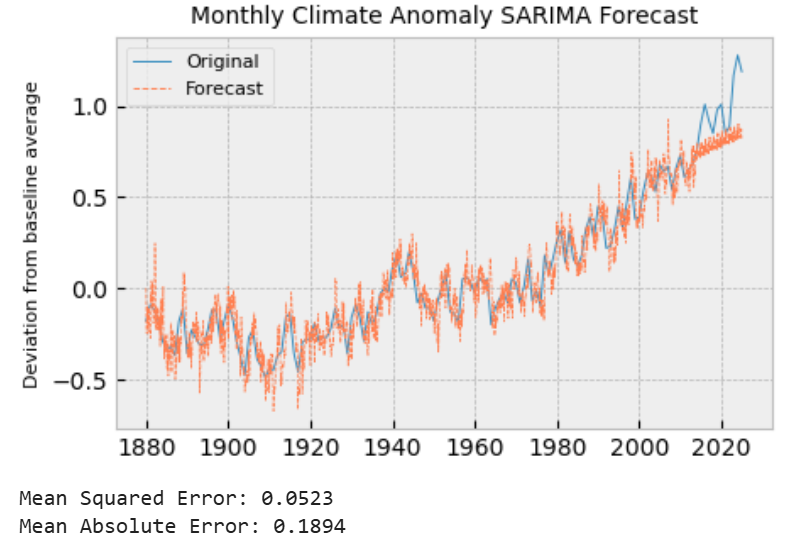 Monthly Climate Anomaly SARIMA Forecast
Original
Forecast
Deviation from baseline average
1.0
0.5
0.0
−0.5
1880 1900 1920 1940 1960 1980 2000 2020
Mean Squared Error: 0.0523
Mean Absolute Error: 0.1894